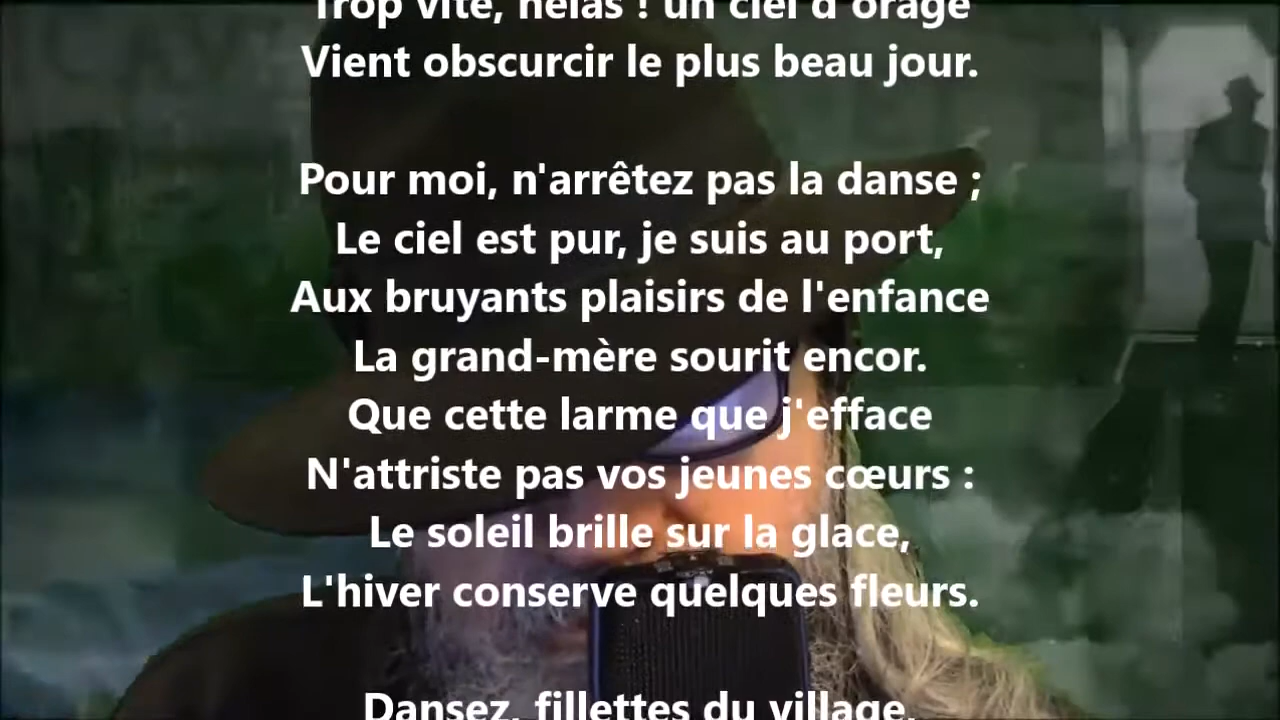 Trop vite, hélas ! un ciel d'orage
Vient obscurcir le plus beau jour.
Pour moi, n'arrêtez pas la danse ;
Le ciel est pur, je suis au port,
Aux bruyants plaisirs de l'enfance
La grand-mère sourit encor.
Que cette larme que j'efface
N'attriste pas vos jeunes cœurs :
Le soleil brille sur la glace,
L'hiver conserve quelques fleurs.
Dansez, fillettes du village,